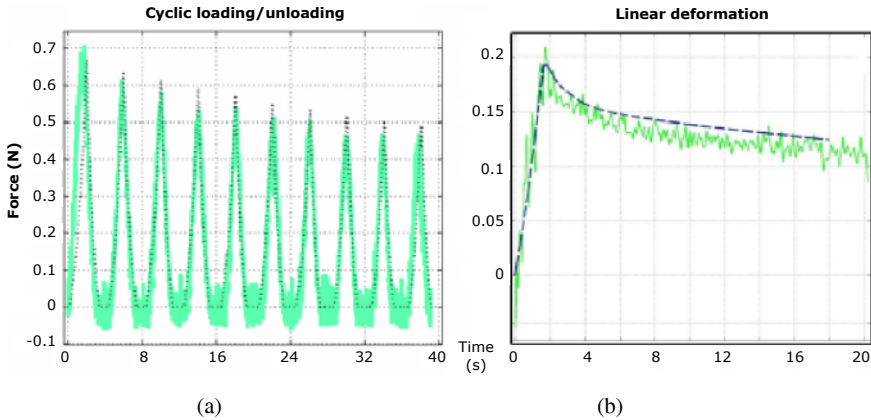 Cyclic loading/unloading
Linear deformation
Force (N)
0.7
0.6
0.5
0.4
0.3
0.2
0.1
0
-0.1
0 8 16 24 32 40
0.2
0.15
0.1
0.05
0
Time
(s)
0 4 8 12 16 20
(a)
(b)